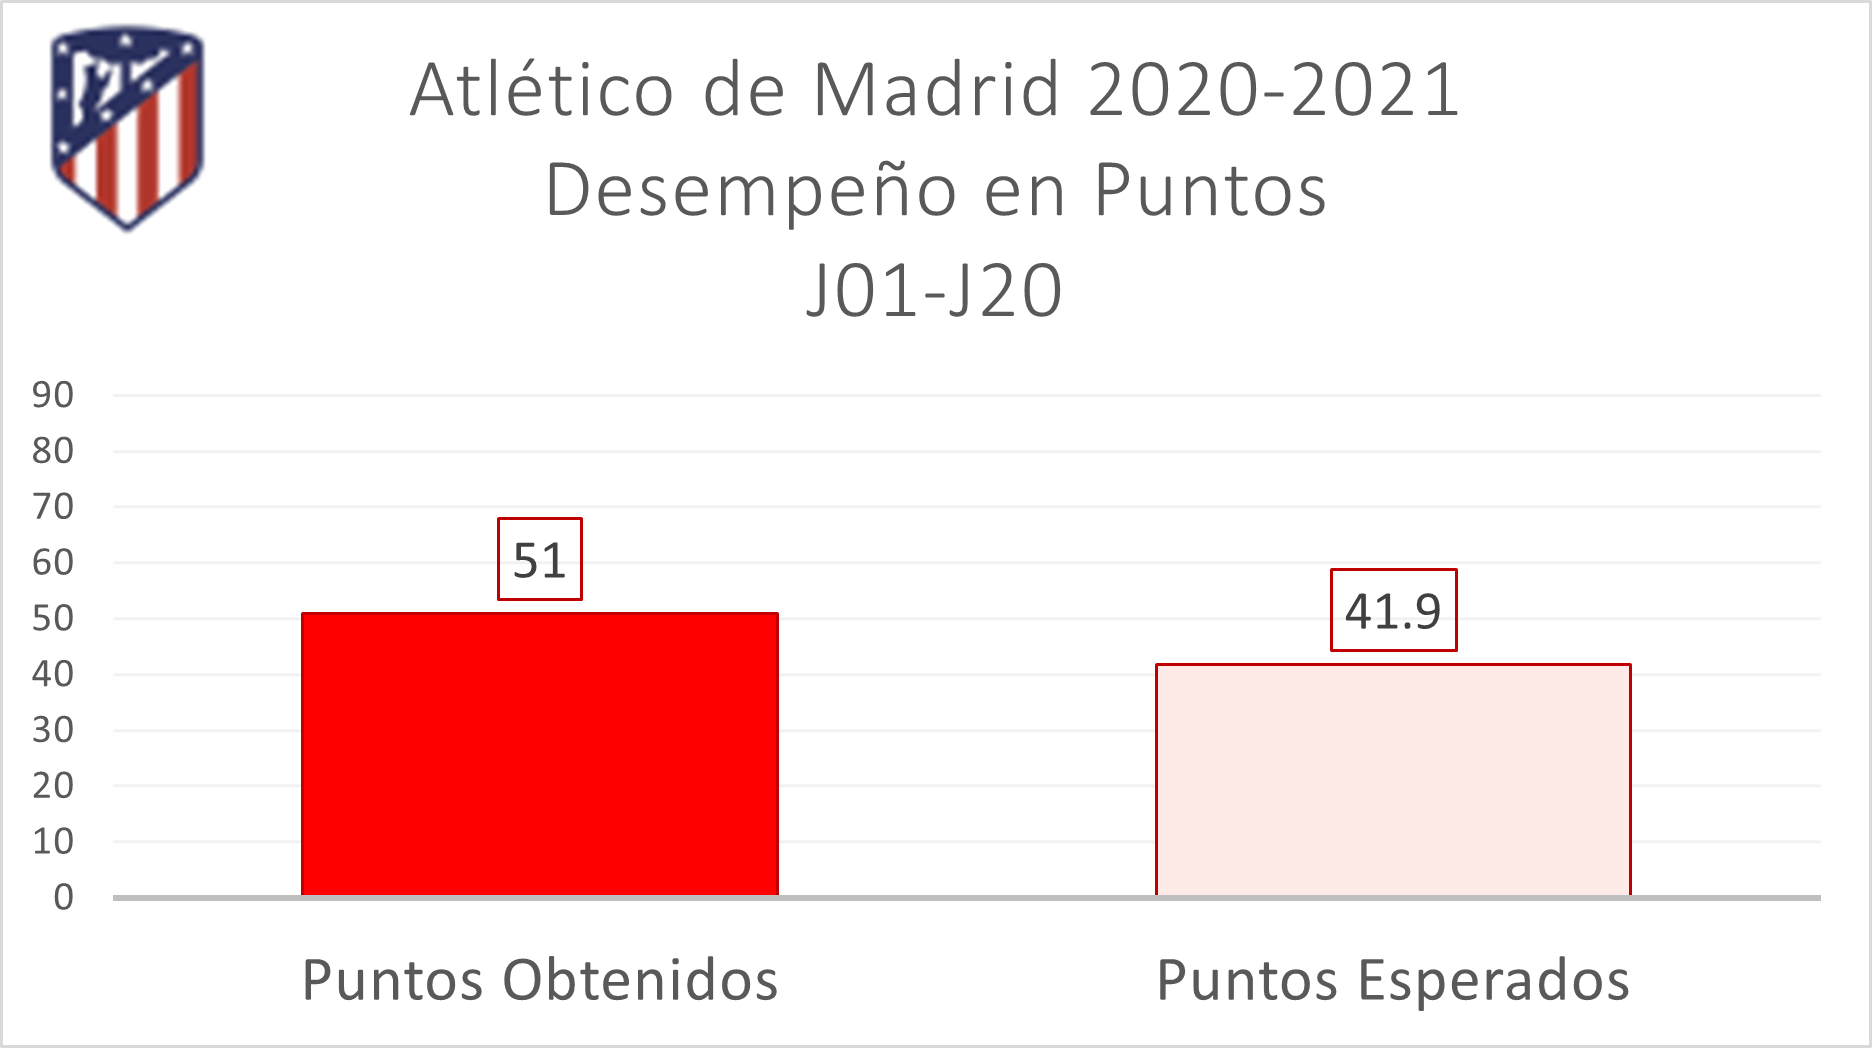 Atlético de Madrid 2020-2021
Desempeño en Puntos
J01-J20
90
80
70
60
50
40
30
20
10
0
51
41.9
Puntos Obtenidos
Puntos Esperados